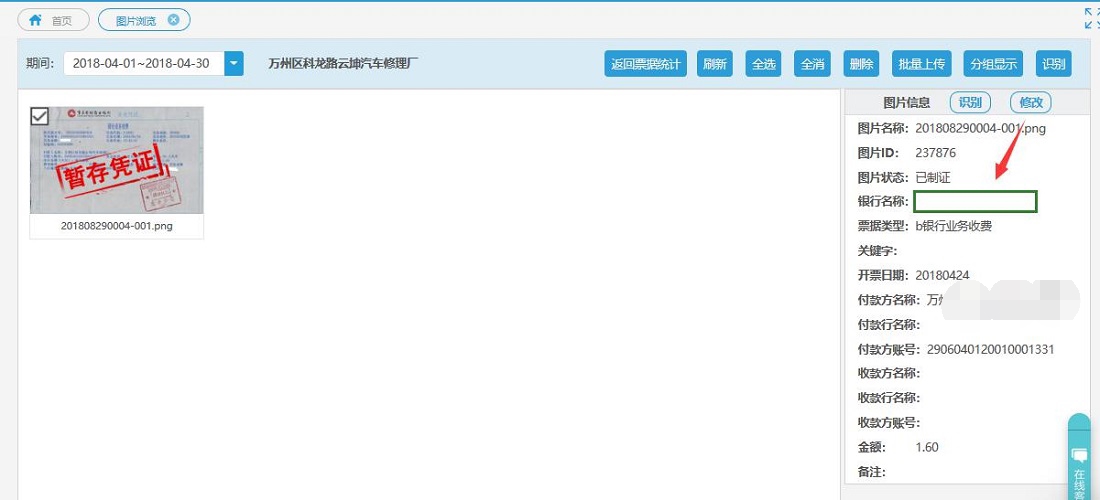 首页
图片浏览
期间： 2018-04-01~2018-04-30 万州区科龙路云坤汽车修理厂 返回票据统计 刷新 全选 全消 删除 批量上传 分组显示 识别
暂存凭证
201808290004-001.png
图片信息 识别 修改
图片名称： 201808290004-001.png
图片ID： 237876
图片状态： 已制证
银行名称：
票据类型： b银行业务收费
关键字：
开票日期： 20180424
付款方名称： 万
付款行名称：
付款方账号： 2906040120010001331
收款方名称：
收款行名称：
收款方账号：
金额： 1.60
备注：
在线客